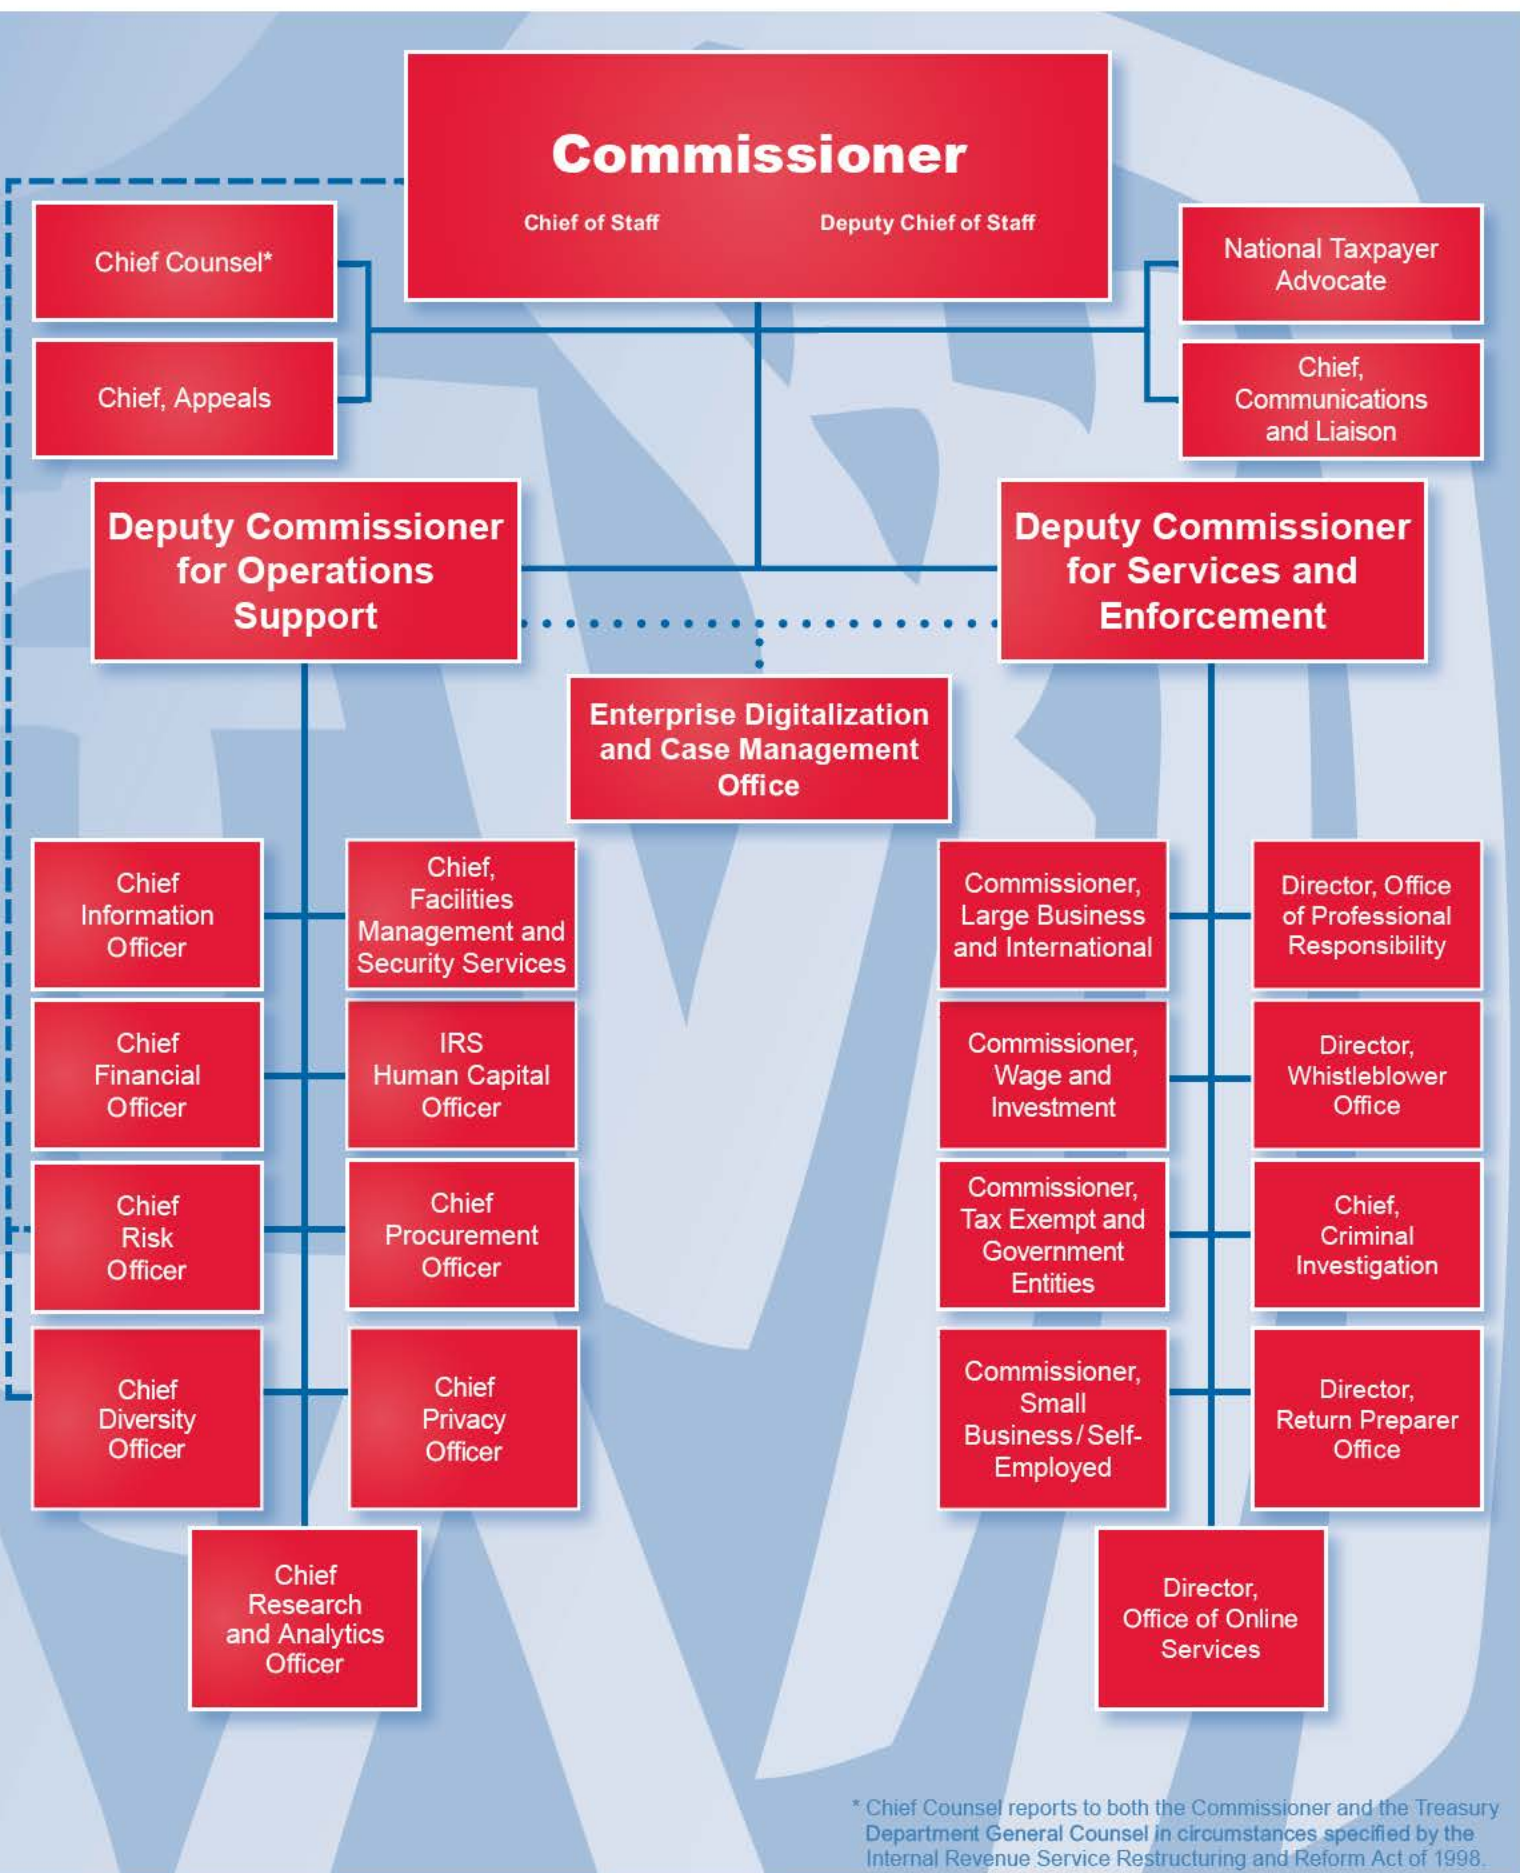 Commissioner
Chief of Staff
Deputy Chief of Staff
Chief Counsel*
Chief, Appeals
National Taxpayer
Advocate
Chief,
Communications
and Liaison
Deputy Commissioner
for Operations
Support
Deputy Commissioner
for Services and
Enforcement
Enterprise Digitalization
and Case Management
Office
Chief
Information
Officer
Chief,
Facilities
Management and
Security Services
Chief
Financial
Officer
IRS
Human Capital
Officer
Chief
Risk
Officer
Chief
Procurement
Officer
Chief
Diversity
Officer
Chief
Privacy
Officer
Chief
Research
and Analytics
Officer
Commissioner,
Large Business
and International
Director, Office
of Professional
Responsibility
Commissioner,
Wage and
Investment
Director,
Whistleblower
Office
Commissioner,
Tax Exempt and
Government
Entities
Chief,
Criminal
Investigation
Commissioner,
Small
Business/Self-
Employed
Director,
Return Preparer
Office
Director,
Office of Online
Services
* Chief Counsel reports to both the Commissioner and the Treasury
Department General Counsel in circumstances specified by the
Internal Revenue Service Restructuring and Reform Act of 1998.